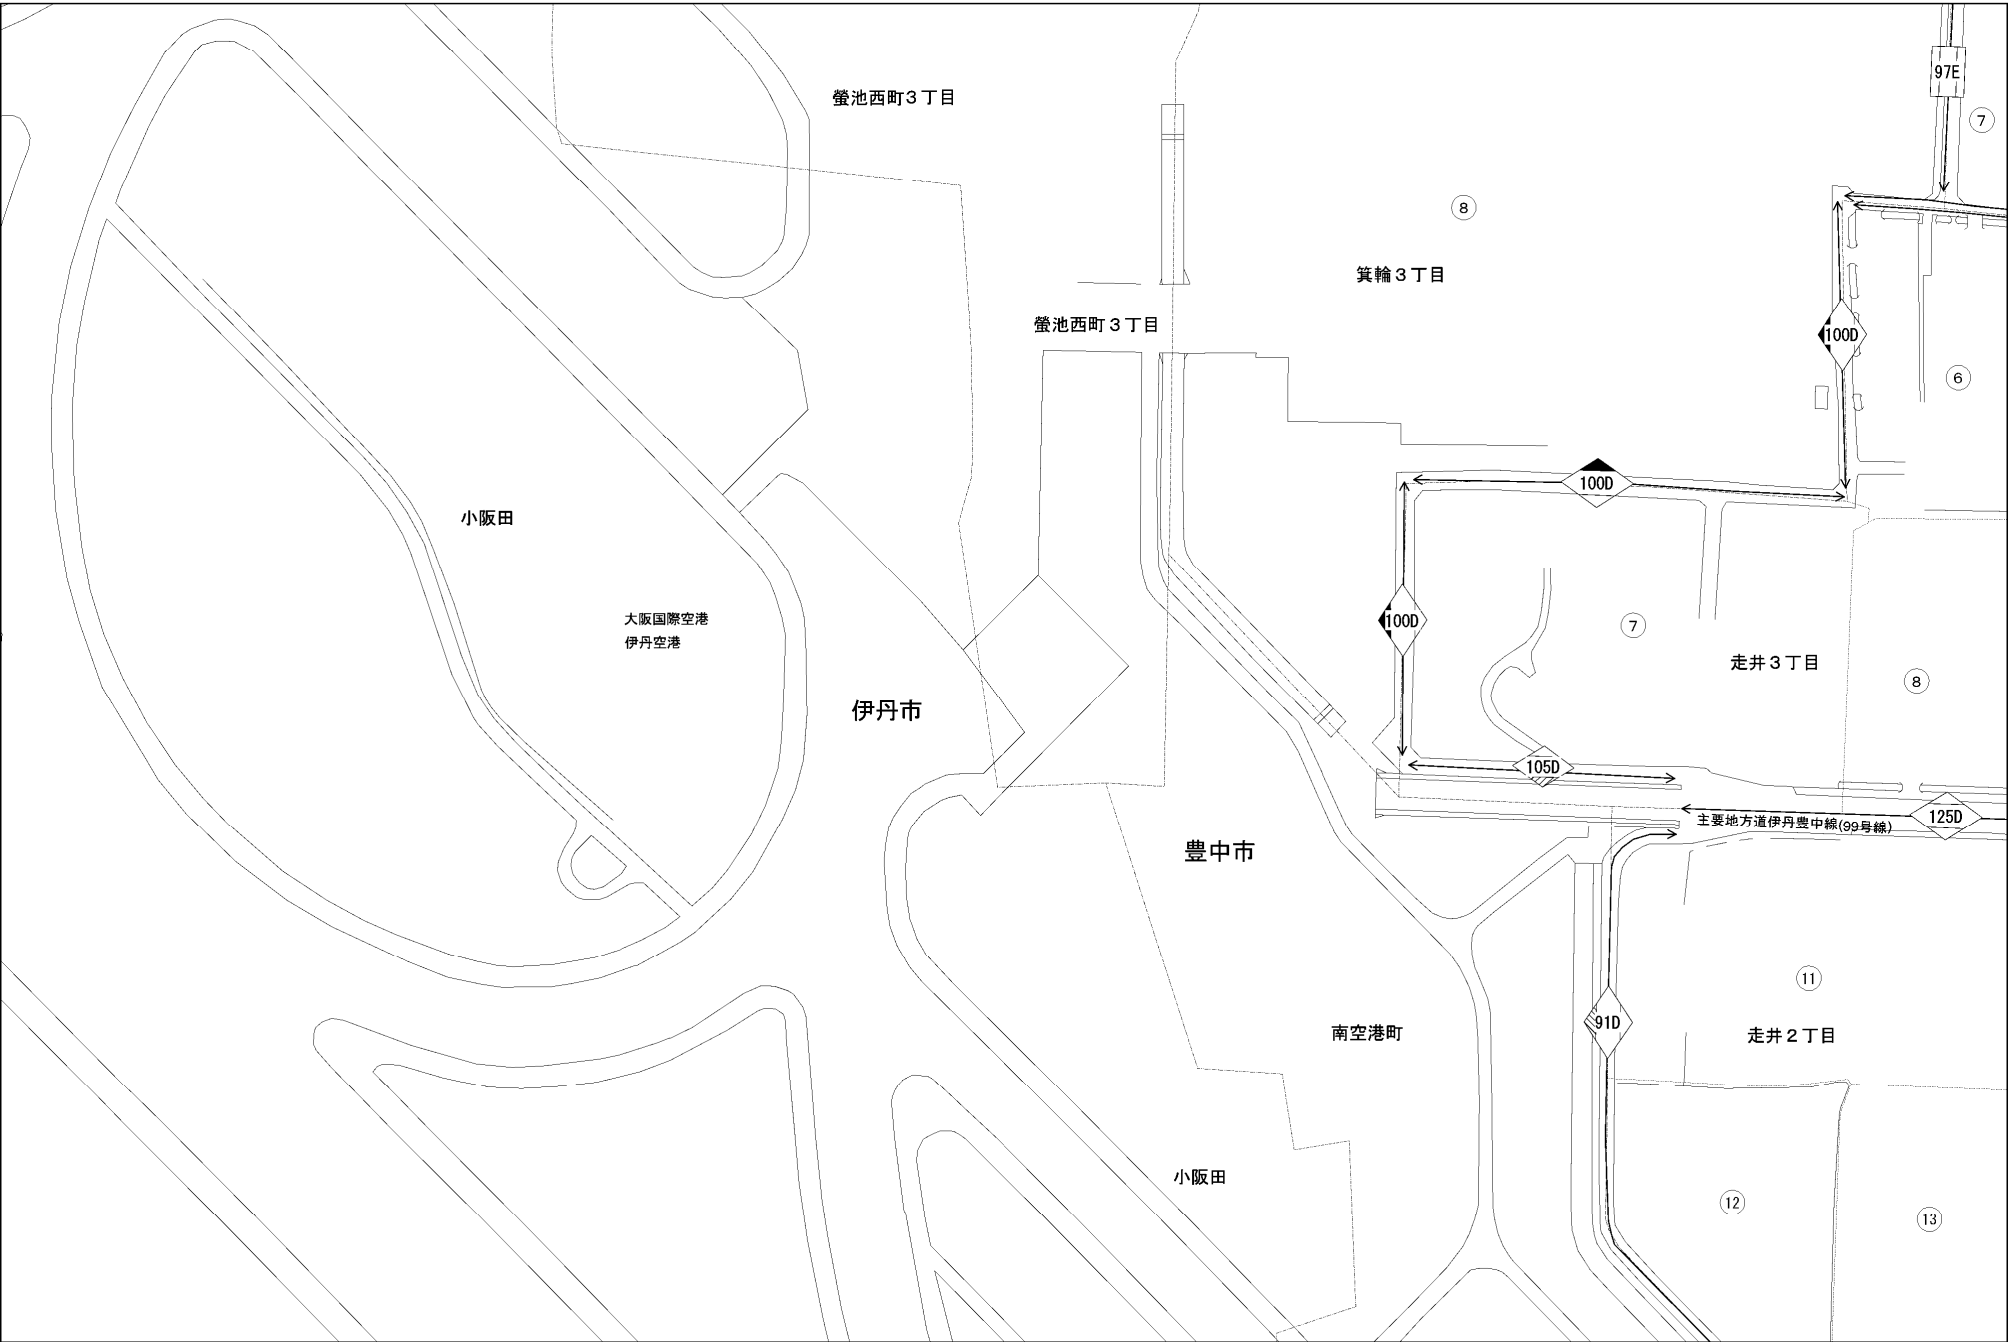 97E
螢池西町3丁目
7
8
箕輪3丁目
螢池西町3丁目
100D
6
100D
小阪田
大阪国際空港
伊丹空港
100D
7
走井3丁目
8
伊丹市
105D
125D
主要地方道伊丹豊中線(99号線)
豊中市
11
91D
南空港町
走井2丁目
小阪田
12
13